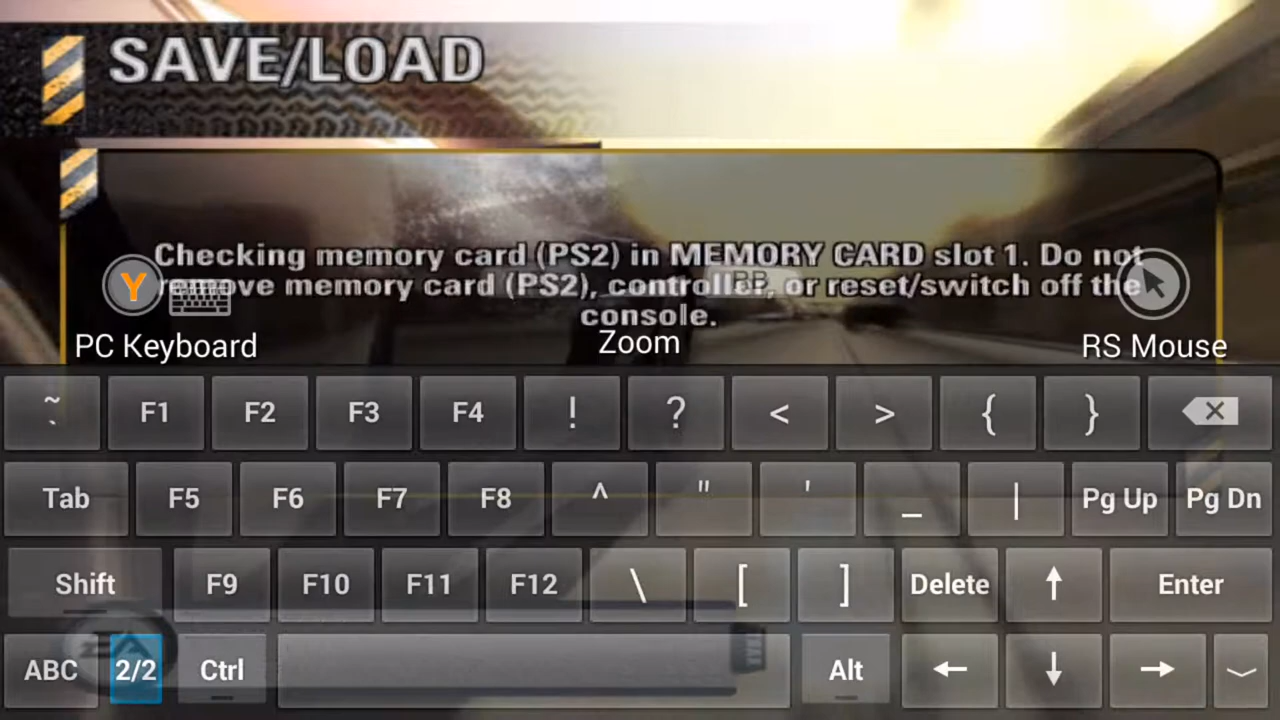 SAVE/LOAD
Checking memory card (PS2) in MEMORY CARD slot 1. Do not
remove memory card (PS2), controller, or reset/switch off the
console.
Y
PC Keyboard
Zoom
RS Mouse
~ F1 F2 F3 F4 ! ? < > { }
Tab F5 F6 F7 F8 ^ " ' _ | Pg Up Pg Dn
Shift F9 F10 F11 F12 \ [ ] Delete ↑ Enter
ABC 2/2 Ctrl Alt ← ↓ →
EA
TRAX